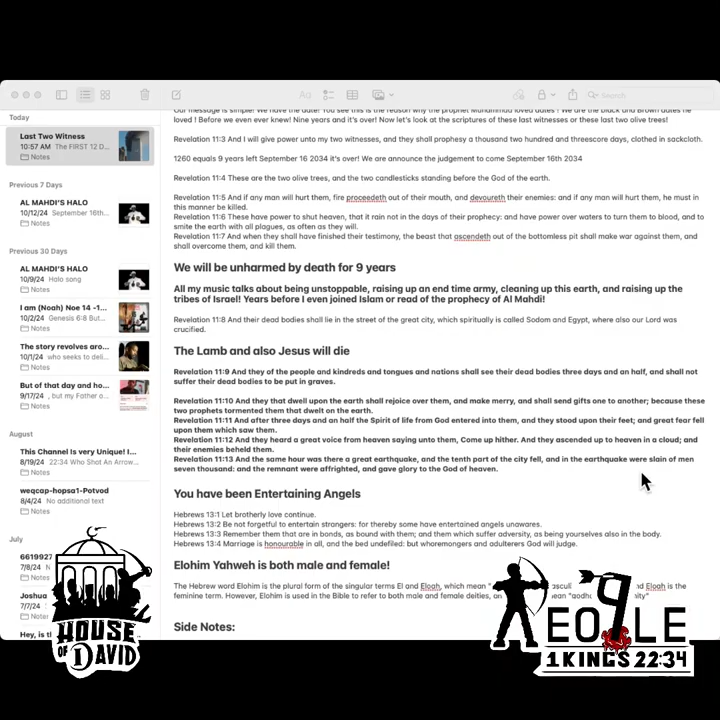 Search
Today
Last Two Witness
10:57 AM The FIRST 12 D...
Notes
Previous 7 Days
AL MAHDI'S HALO
10/12/24 September 16th...
Notes
Previous 30 Days
AL MAHDI'S HALO
10/9/24 Halo song
Notes
I am (Noah) Noe 14 -1...
10/2/24 Genesis 6:8 But...
Notes
The story revolves aro...
10/1/24 who seeks to deli...
Notes
But of that day and ho...
9/17/24 , but my Father o...
Notes
August
This Channel Is very Unique! I...
8/19/24 22:34 Who Shot An Arrow...
Notes
weqcap-hopsa1-Potvod
8/4/24 No additional text
Notes
July
6619927
7/8/
Joshua
7/7/
Hey, is th
Our message is simple! We have the date! You see this is the reason why the prophet Muhammad loved dates ! We are the black and Brown dates he
loved ! Before we even ever knew! Nine years and it's over! Now let's look at the scriptures of these last witnesses or these last two olive trees!
Revelation 11:3 And I will give power unto my two witnesses, and they shall prophesy a thousand two hundred and threescore days, clothed in sackcloth.
1260 equals 9 years left September 16 2034 it's over! We are announce the judgement to come September 16th 2034
Revelation 11:4 These are the two olive trees, and the two candlesticks standing before the God of the earth.
Revelation 11:5 And if any man will hurt them, fire proceedeth out of their mouth, and devoureth their enemies: and if any man will hurt them, he must in
this manner be killed.
Revelation 11:6 These have power to shut heaven, that it rain not in the days of their prophecy: and have power over waters to turn them to blood, and to
smite the earth with all plagues, as often as they will.
Revelation 11:7 And when they shall have finished their testimony, the beast that ascendeth out of the bottomless pit shall make war against them, and
shall overcome them, and kill them.
We will be unharmed by death for 9 years
All my music talks about being unstoppable, raising up an end time army, cleaning up this earth, and raising up the
tribes of Israel! Years before I even joined Islam or read of the prophecy of Al Mahdi!
Revelation 11:8 And their dead bodies shall lie in the street of the great city, which spiritually is called Sodom and Egypt, where also our Lord was
crucified.
The Lamb and also Jesus will die
Revelation 11:9 And they of the people and kindreds and tongues and nations shall see their dead bodies three days and an half, and shall not
suffer their dead bodies to be put in graves.
Revelation 11:10 And they that dwell upon the earth shall rejoice over them, and make merry, and shall send gifts one to another; because these
two prophets tormented them that dwelt on the earth.
Revelation 11:11 And after three days and an half the Spirit of life from God entered into them, and they stood upon their feet; and great fear fell
upon them which saw them.
Revelation 11:12 And they heard a great voice from heaven saying unto them, Come up hither. And they ascended up to heaven in a cloud; and
their enemies beheld them.
Revelation 11:13 And the same hour was there a great earthquake, and the tenth part of the city fell, and in the earthquake were slain of men
seven thousand: and the remnant were affrighted, and gave glory to the God of heaven.
You have been Entertaining Angels
Hebrews 13:1 Let brotherly love continue.
Hebrews 13:2 Be not forgetful to entertain strangers: for thereby some have entertained angels unawares.
Hebrews 13:3 Remember them that are in bonds, as bound with them; and them which suffer adversity, as being yourselves also in the body.
Hebrews 13:4 Marriage is honourable in all, and the bed undefiled: but whoremongers and adulterers God will judge.
Elohim Yahweh is both male and female!
The Hebrew word Elohim is the plural form of the singular terms El and Eloah, which mean " asculi d Eloah is the
feminine term. However, Elohim is used in the Bible to refer to both male and female deities, an ean "godh ity"
Side Notes:
HOUSE
OF DAVID
PEOPLE
1 KINGS 22:34